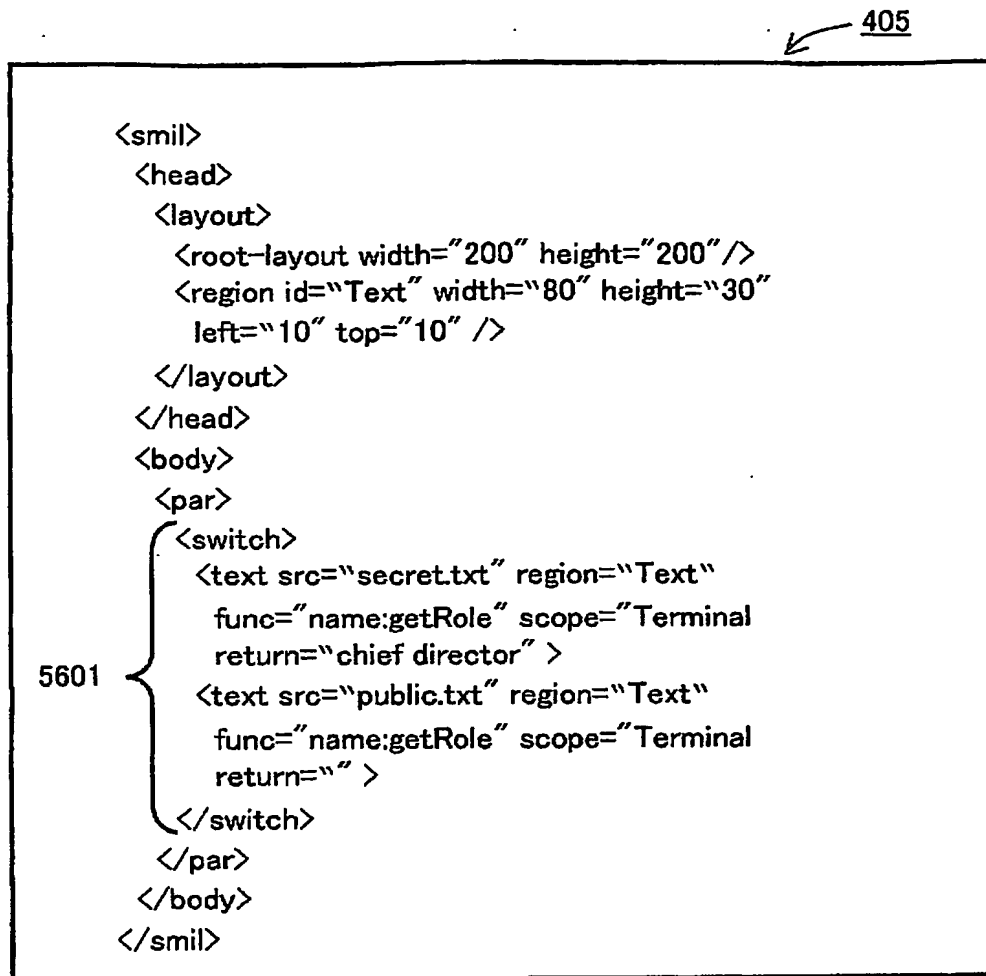 405
<smil>
<head>
<layout>
<root-layout width="200" height="200"/>
<region id="Text" width="80" height="30"
left="10" top="10" />
</layout>
</head>
<body>
<par>
<switch>
<text src="secret.txt" region="Text"
func="name:getRole" scope="Terminal
return="chief director" >
5601
<text src="public.txt" region="Text"
func="name:getRole" scope="Terminal
return="" >
</switch>
</par>
</body>
</smil>